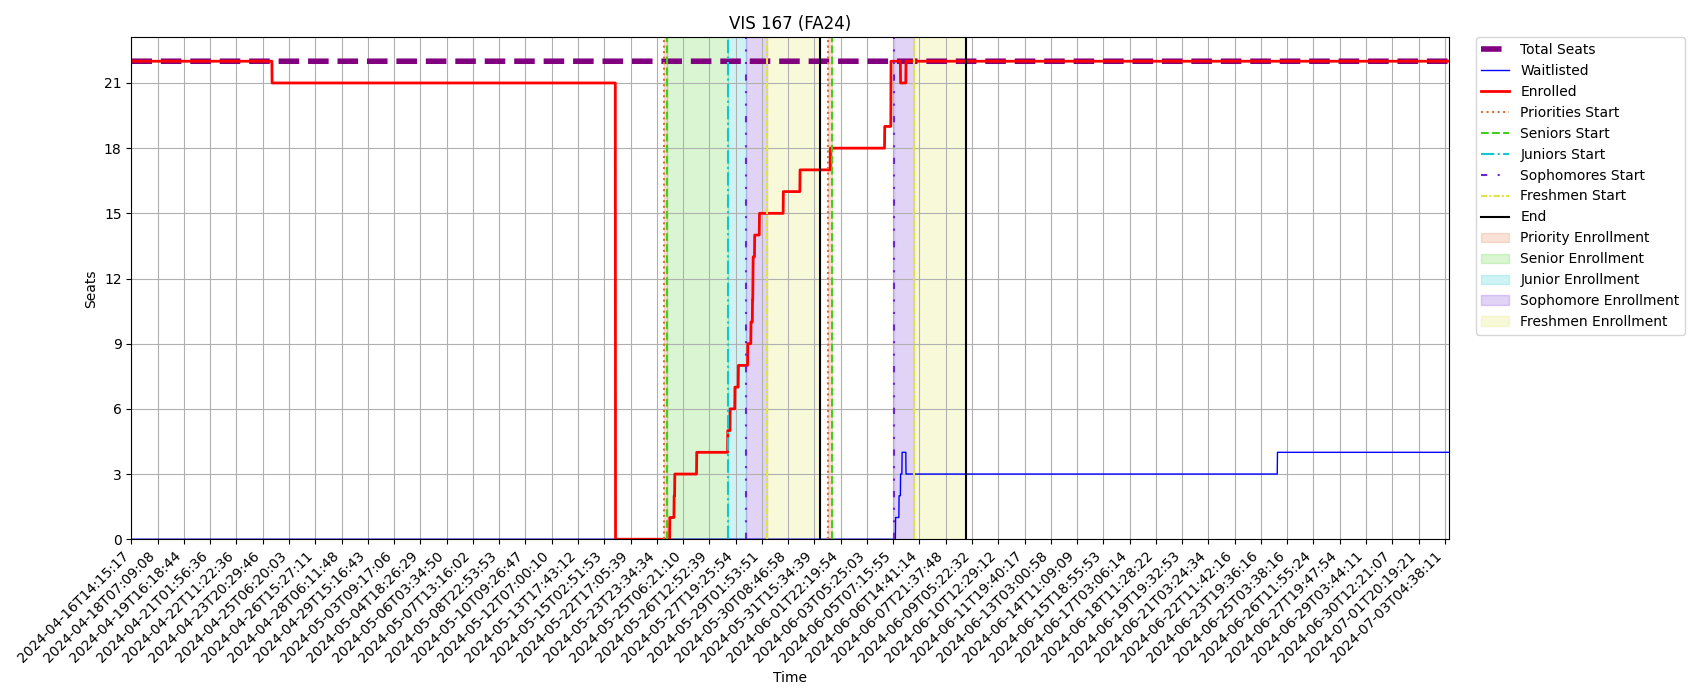 VIS 167 (FA24)
Seats
21
18
15
12
9
6
3
0
2024-04-16T14:15:17
2024-04-18T07:09:08
2024-04-19T16:18:44
2024-04-21T01:56:36
2024-04-22T11:22:36
2024-04-23T20:29:46
2024-04-25T06:20:03
2024-04-26T15:27:11
2024-04-28T06:11:48
2024-04-29T15:16:43
2024-05-03T09:17:06
2024-05-04T18:26:29
2024-05-06T03:34:50
2024-05-07T13:16:02
2024-05-08T22:53:53
2024-05-10T09:26:47
2024-05-12T07:00:10
2024-05-13T17:43:12
2024-05-15T02:51:53
2024-05-22T17:05:39
2024-05-23T23:34:34
2024-05-25T06:21:10
2024-05-26T12:52:39
2024-05-27T19:25:54
2024-05-29T01:53:51
2024-05-30T08:46:58
2024-05-31T15:34:39
2024-06-01T22:19:54
2024-06-03T05:25:03
2024-06-05T07:15:55
2024-06-06T14:41:14
2024-06-07T21:37:48
2024-06-09T05:22:32
2024-06-10T12:29:12
2024-06-11T19:40:17
2024-06-13T03:00:58
2024-06-14T11:09:09
2024-06-15T18:55:53
2024-06-17T03:06:14
2024-06-18T11:28:22
2024-06-19T19:32:53
2024-06-21T03:24:34
2024-06-22T11:42:16
2024-06-23T19:36:16
2024-06-25T03:38:16
2024-06-26T11:55:24
2024-06-27T19:47:54
2024-06-29T03:44:11
2024-06-30T12:21:07
2024-07-01T20:19:21
2024-07-03T04:38:11
Time
Total Seats
Waitlisted
Enrolled
Priorities Start
Seniors Start
Juniors Start
Sophomores Start
Freshmen Start
End
Priority Enrollment
Senior Enrollment
Junior Enrollment
Sophomore Enrollment
Freshmen Enrollment